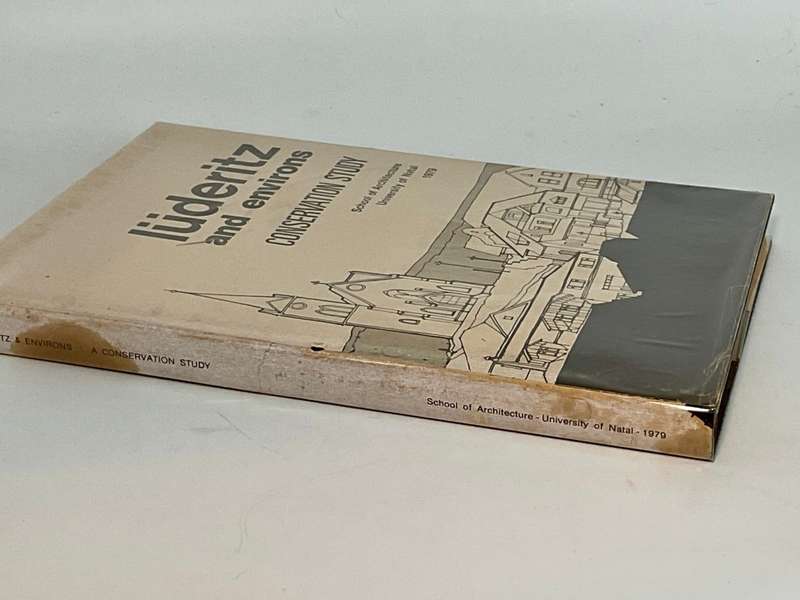 lüderitz
and environs
CONSERVATION STUDY
School of Architecture
University of Natal
1979
TZ & ENVIRONS - A CONSERVATION STUDY
School of Architecture - University of Natal - 1979